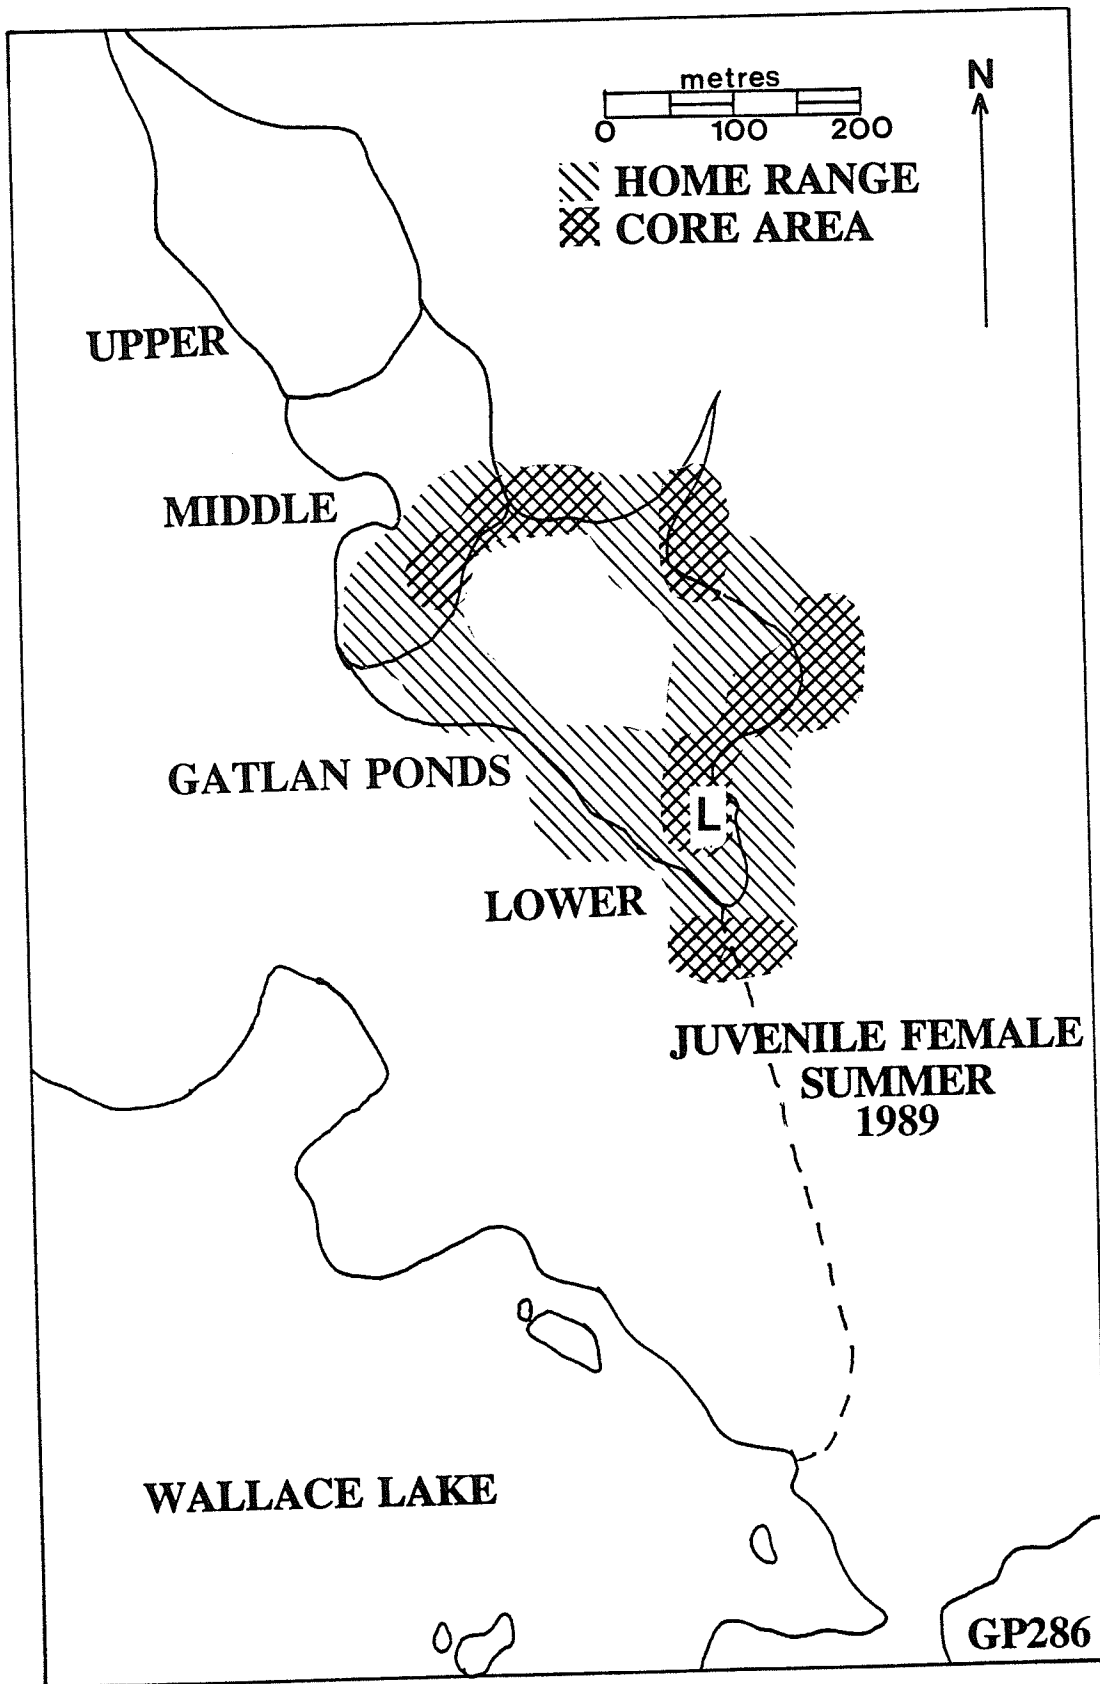 metres
N
0 100 200
HOME RANGE
CORE AREA
UPPER
MIDDLE
GATLAN PONDS
L
LOWER
JUVENILE FEMALE
SUMMER
1989
WALLACE LAKE
GP286